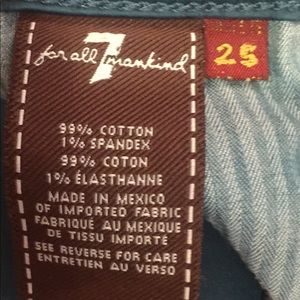 7
for all mankind
25
99% COTTON
1% SPANDEX
99% COTON
1% ÉLASTHANNE
MADE IN MEXICO
OF IMPORTED FABRIC
FABRIQUÉ AU MEXIQUE
DE TISSU IMPORTÉ
SEE REVERSE FOR CARE
ENTRETIEN AU VERSO